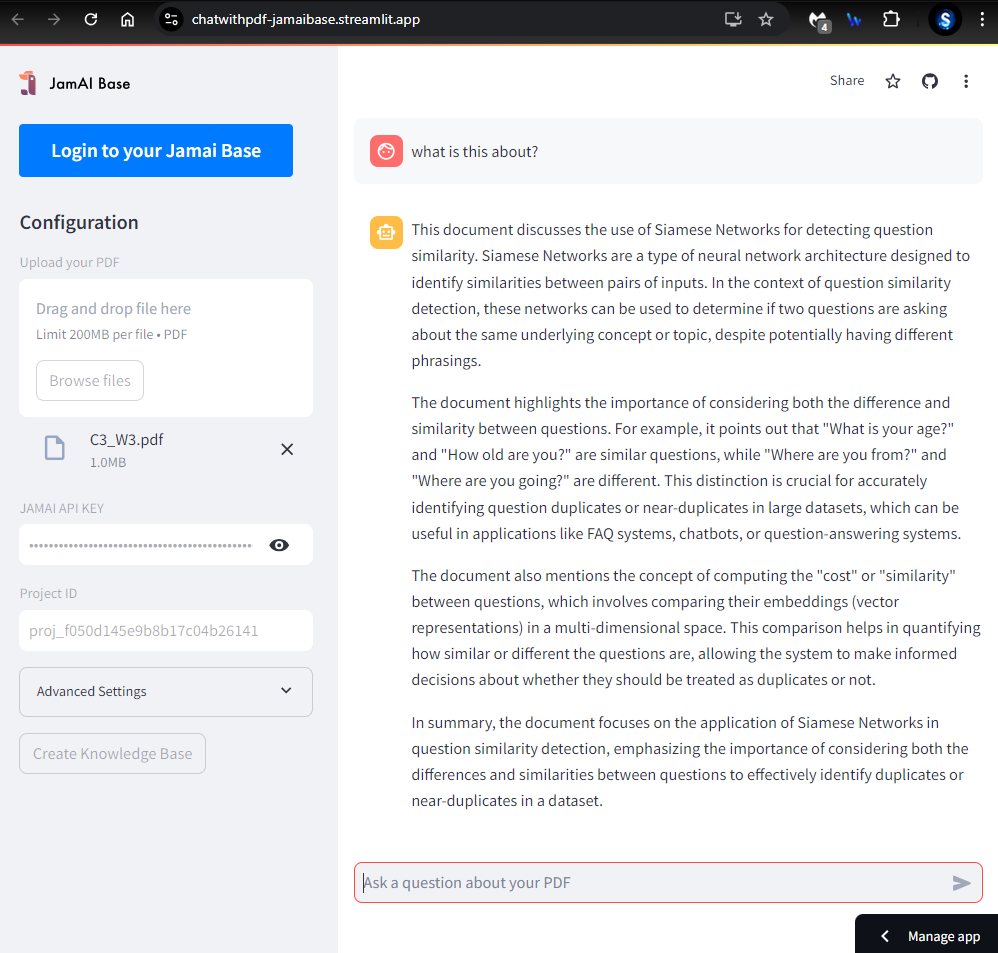 chatwithpdf-jamaibase.streamlit.app
4
JamAI Base
Share
Login to your Jamai Base
Configuration
Upload your PDF
Drag and drop file here
Limit 200MB per file • PDF
Browse files
C3_W3.pdf
1.0MB
JAMAI API KEY
Project ID
proj_f050d145e9b8b17c04b26141
Advanced Settings
Create Knowledge Base
what is this about?
This document discusses the use of Siamese Networks for detecting question
similarity. Siamese Networks are a type of neural network architecture designed to
identify similarities between pairs of inputs. In the context of question similarity
detection, these networks can be used to determine if two questions are asking
about the same underlying concept or topic, despite potentially having different
phrasings.
The document highlights the importance of considering both the difference and
similarity between questions. For example, it points out that "What is your age?"
and "How old are you?" are similar questions, while "Where are you from?" and
"Where are you going?" are different. This distinction is crucial for accurately
identifying question duplicates or near-duplicates in large datasets, which can be
useful in applications like FAQ systems, chatbots, or question-answering systems.
The document also mentions the concept of computing the "cost" or "similarity"
between questions, which involves comparing their embeddings (vector
representations) in a multi-dimensional space. This comparison helps in quantifying
how similar or different the questions are, allowing the system to make informed
decisions about whether they should be treated as duplicates or not.
In summary, the document focuses on the application of Siamese Networks in
question similarity detection, emphasizing the importance of considering both the
differences and similarities between questions to effectively identify duplicates or
near-duplicates in a dataset.
Ask a question about your PDF
Manage app